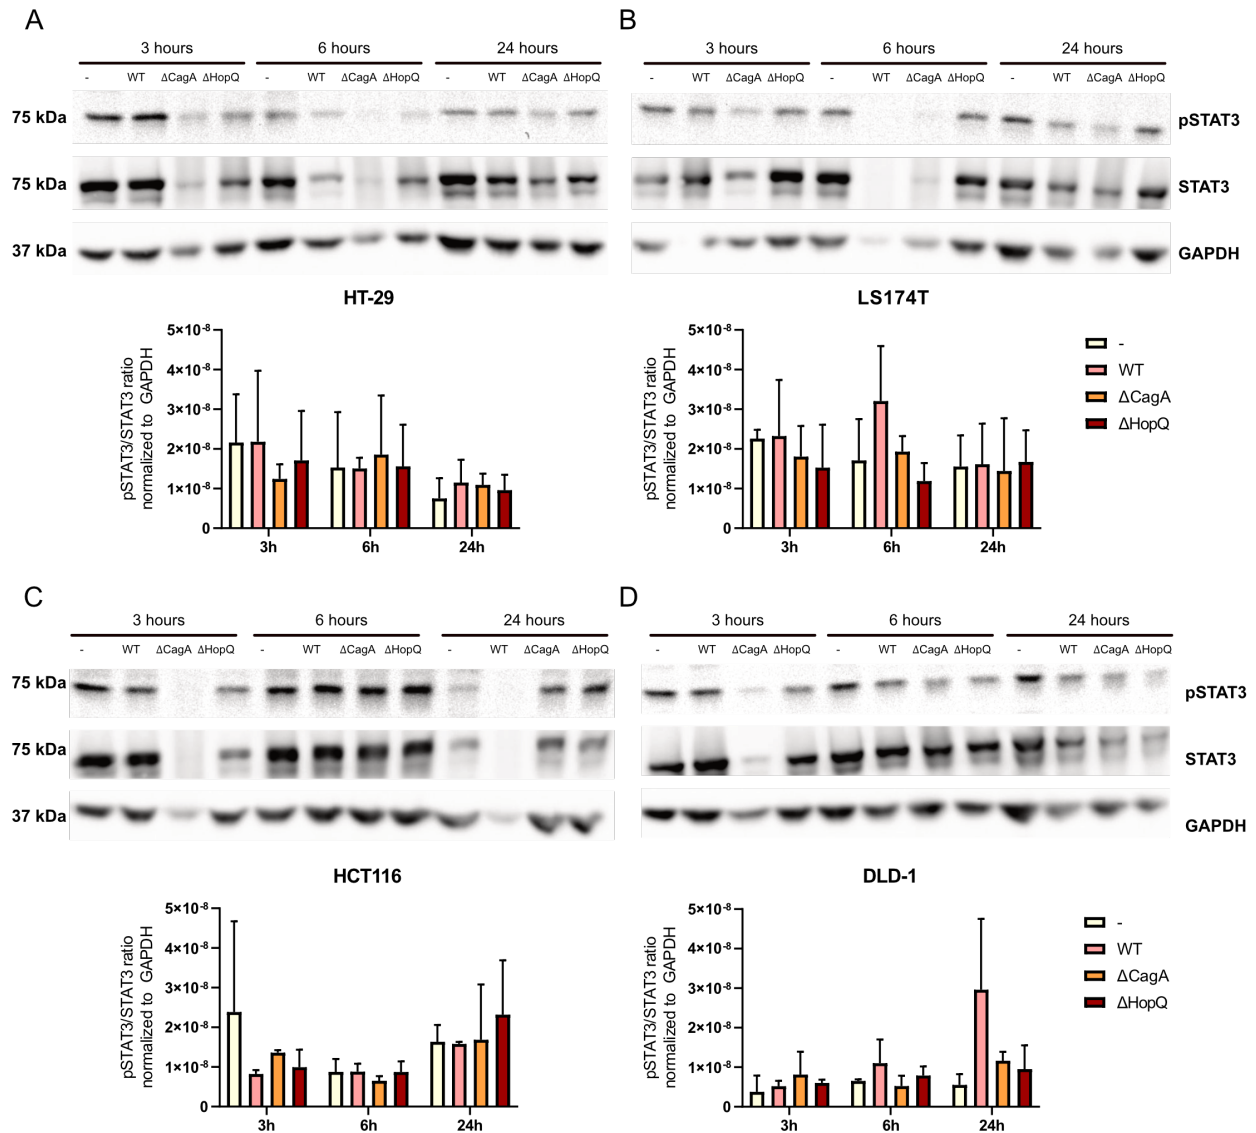 A
3 hours 6 hours 24 hours
- WT ΔCagA ΔHopQ - WT ΔCagA ΔHopQ - WT ΔCagA ΔHopQ
75 kDa
75 kDa
37 kDa
HT-29
pSTAT3/STAT3 ratio
normalized to GAPDH
5×10-8
4×10-8
3×10-8
2×10-8
1×10-8
0
3h 6h 24h
B
3 hours 6 hours 24 hours
- WT ΔCagA ΔHopQ - WT ΔCagA ΔHopQ - WT ΔCagA ΔHopQ
pSTAT3
STAT3
GAPDH
LS174T
pSTAT3/STAT3 ratio
normalized to GAPDH
5×10-8
4×10-8
3×10-8
2×10-8
1×10-8
0
3h 6h 24h
-
WT
ΔCagA
ΔHopQ
C
3 hours 6 hours 24 hours
- WT ΔCagA ΔHopQ - WT ΔCagA ΔHopQ - WT ΔCagA ΔHopQ
75 kDa
75 kDa
37 kDa
HCT116
pSTAT3/STAT3 ratio
normalized to GAPDH
5×10-8
4×10-8
3×10-8
2×10-8
1×10-8
0
3h 6h 24h
D
3 hours 6 hours 24 hours
- WT ΔCagA ΔHopQ - WT ΔCagA ΔHopQ - WT ΔCagA ΔHopQ
pSTAT3
STAT3
GAPDH
DLD-1
pSTAT3/STAT3 ratio
normalized to GAPDH
5×10-8
4×10-8
3×10-8
2×10-8
1×10-8
0
3h 6h 24h
-
WT
ΔCagA
ΔHopQ